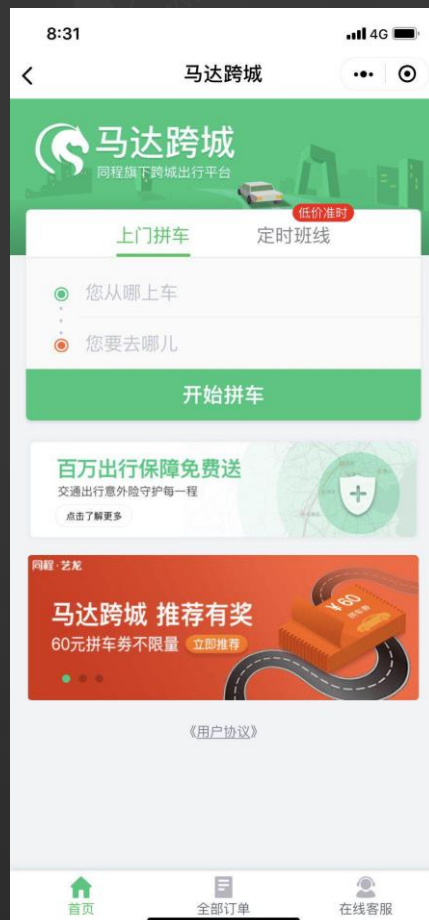 8:31
4G
马达跨城
马达跨城
同程旗下跨城出行平台
低价准时
上门拼车
定时班线
您从哪上车
您要去哪儿
开始拼车
百万出行保障免费送
交通出行意外险守护每一程
点击了解更多
同程·艺龙
马达跨城 推荐有奖
60元拼车券不限量 立即推荐
￥60
拼车券
《用户协议》
首页
全部订单
在线客服